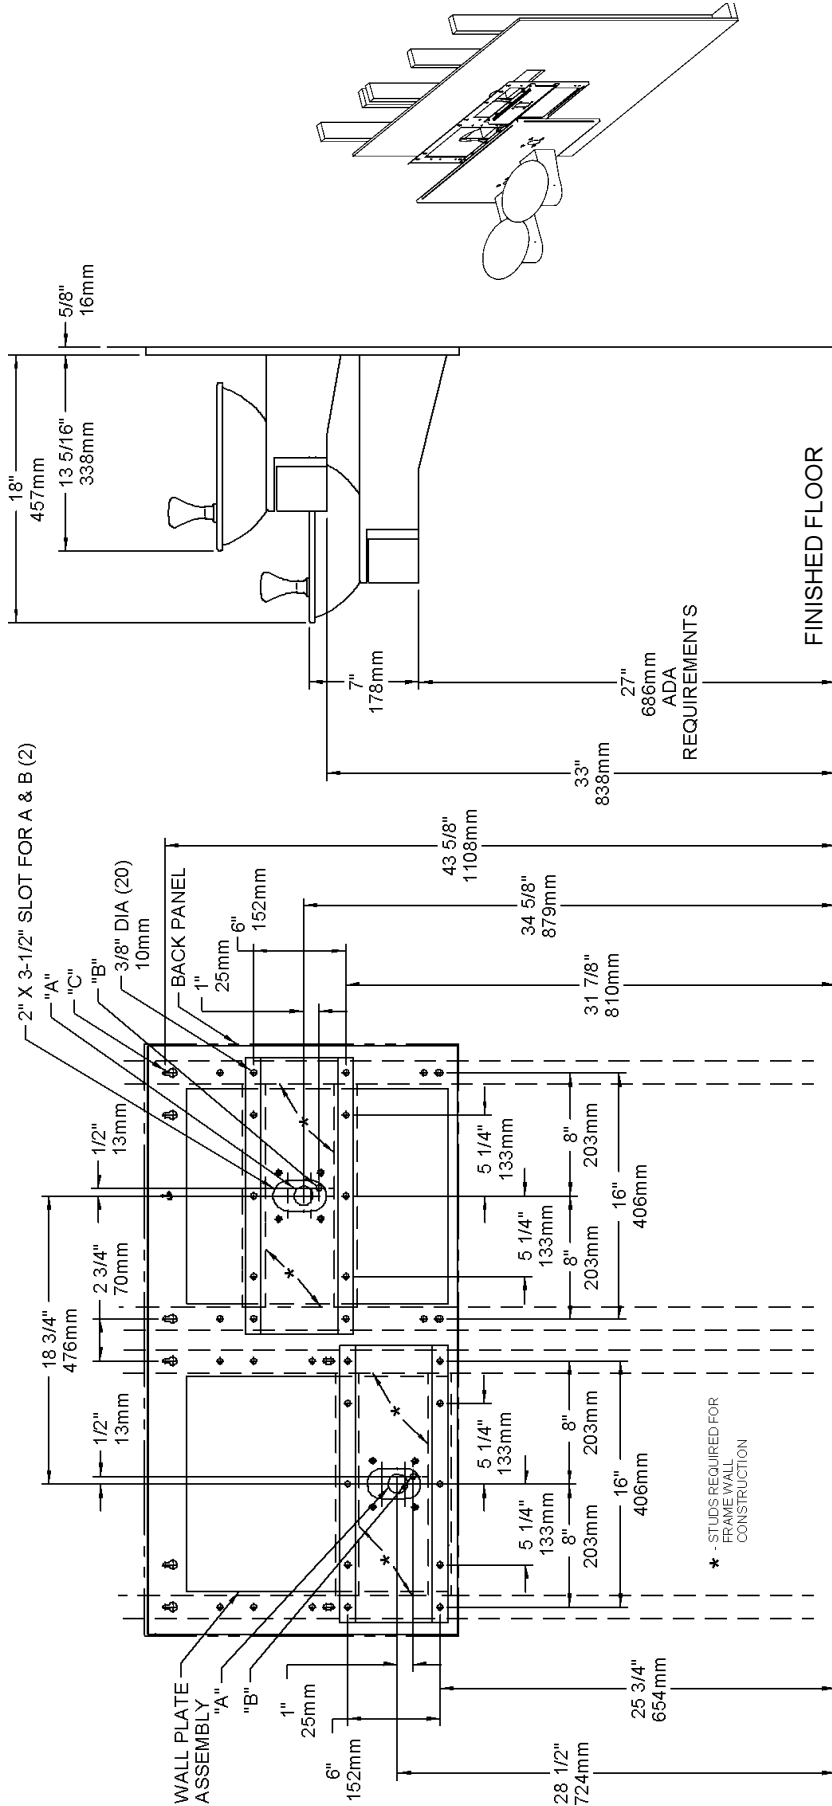 2" X 3-1/2" SLOT FOR A & B (2)
"A"
"C"
"B"
3/8" DIA (20)
10mm
BACK PANEL
1"
25mm
6"
152mm
18 3/4"
476mm
1/2"
13mm
2 3/4"
70mm
1/2"
13mm
WALL PLATE
ASSEMBLY
"A"
"B"
1"
25mm
6"
152mm
*
*
*
*
5 1/4"
133mm
5 1/4"
133mm
8"
203mm
8"
203mm
16"
406mm
5 1/4"
133mm
5 1/4"
133mm
8"
203mm
8"
203mm
16"
406mm
28 1/2"
724mm
25 3/4"
654mm
* - STUDS REQUIRED FOR
FRAME WALL
CONSTRUCTION
31 7/8"
810mm
34 5/8"
879mm
43 5/8"
1108mm
18"
457mm
13 5/16"
338mm
5/8"
16mm
7"
178mm
33"
838mm
27"
686mm
ADA
REQUIREMENTS
FINISHED FLOOR